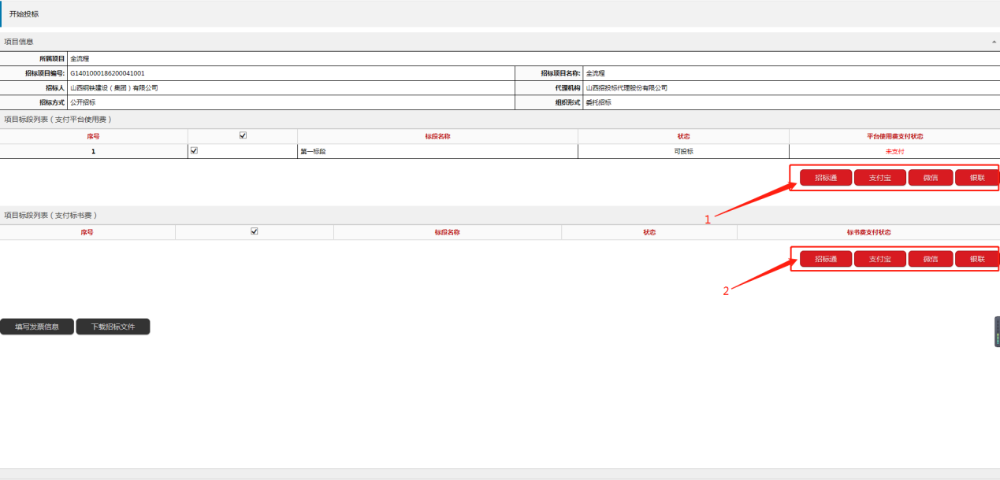 开始投标
项目信息
所属项目 全流程
招标项目编号: G1401000186200041001 招标项目名称: 全流程
招标人 山西钢铁建设（集团）有限公司 代理机构 山西招投标代理股份有限公司
招标方式 公开招标 组织形式 委托招标
项目标段列表（支付平台使用费）
序号 标段名称 状态 平台使用费支付状态
1 第一标段 可投标 未支付
招标通 支付宝 微信 银联
1
项目标段列表（支付标书费）
序号 标段名称 状态 标书费支付状态
招标通 支付宝 微信 银联
2
填写发票信息 下载招标文件